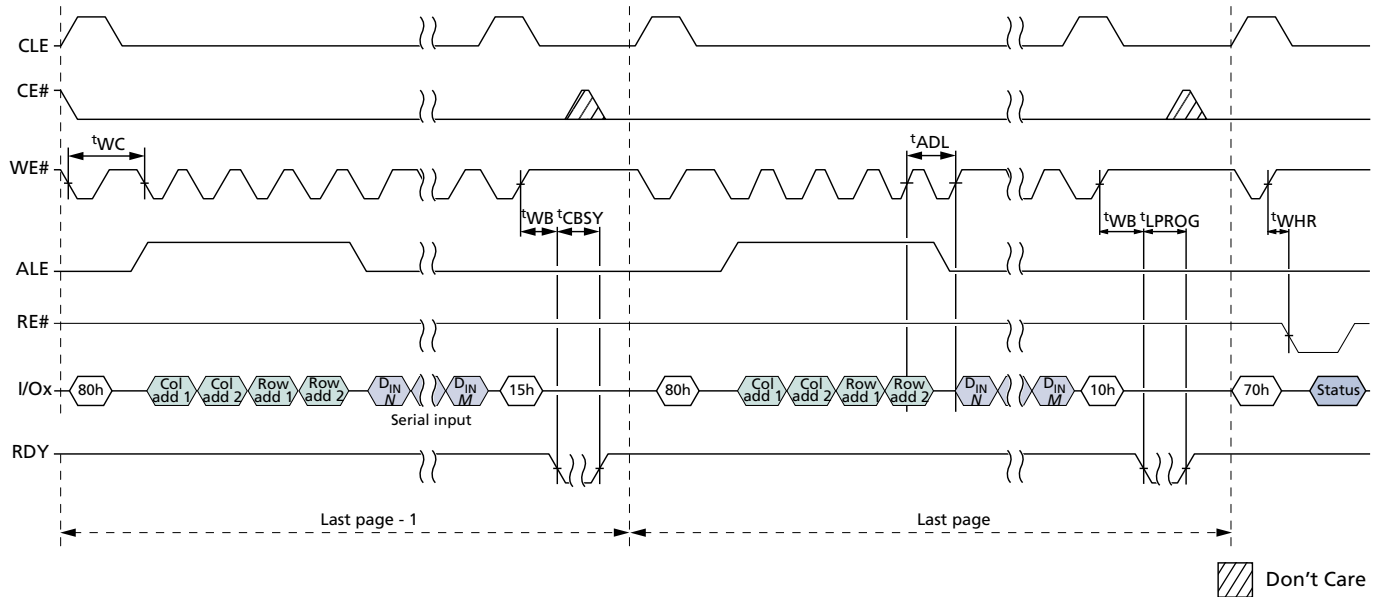 CLE
CE#
tWC
tADL
WE#
tWB tCBSY
tWB tLPROG
tWHR
ALE
RE#
I/Ox
80h
Col add 1
Col add 2
Row add 1
Row add 2
DIN N
DIN M
15h
80h
Col add 1
Col add 2
Row add 1
Row add 2
DIN N
DIN M
10h
70h
Status
Serial input
RDY
Last page - 1
Last page
Don't Care